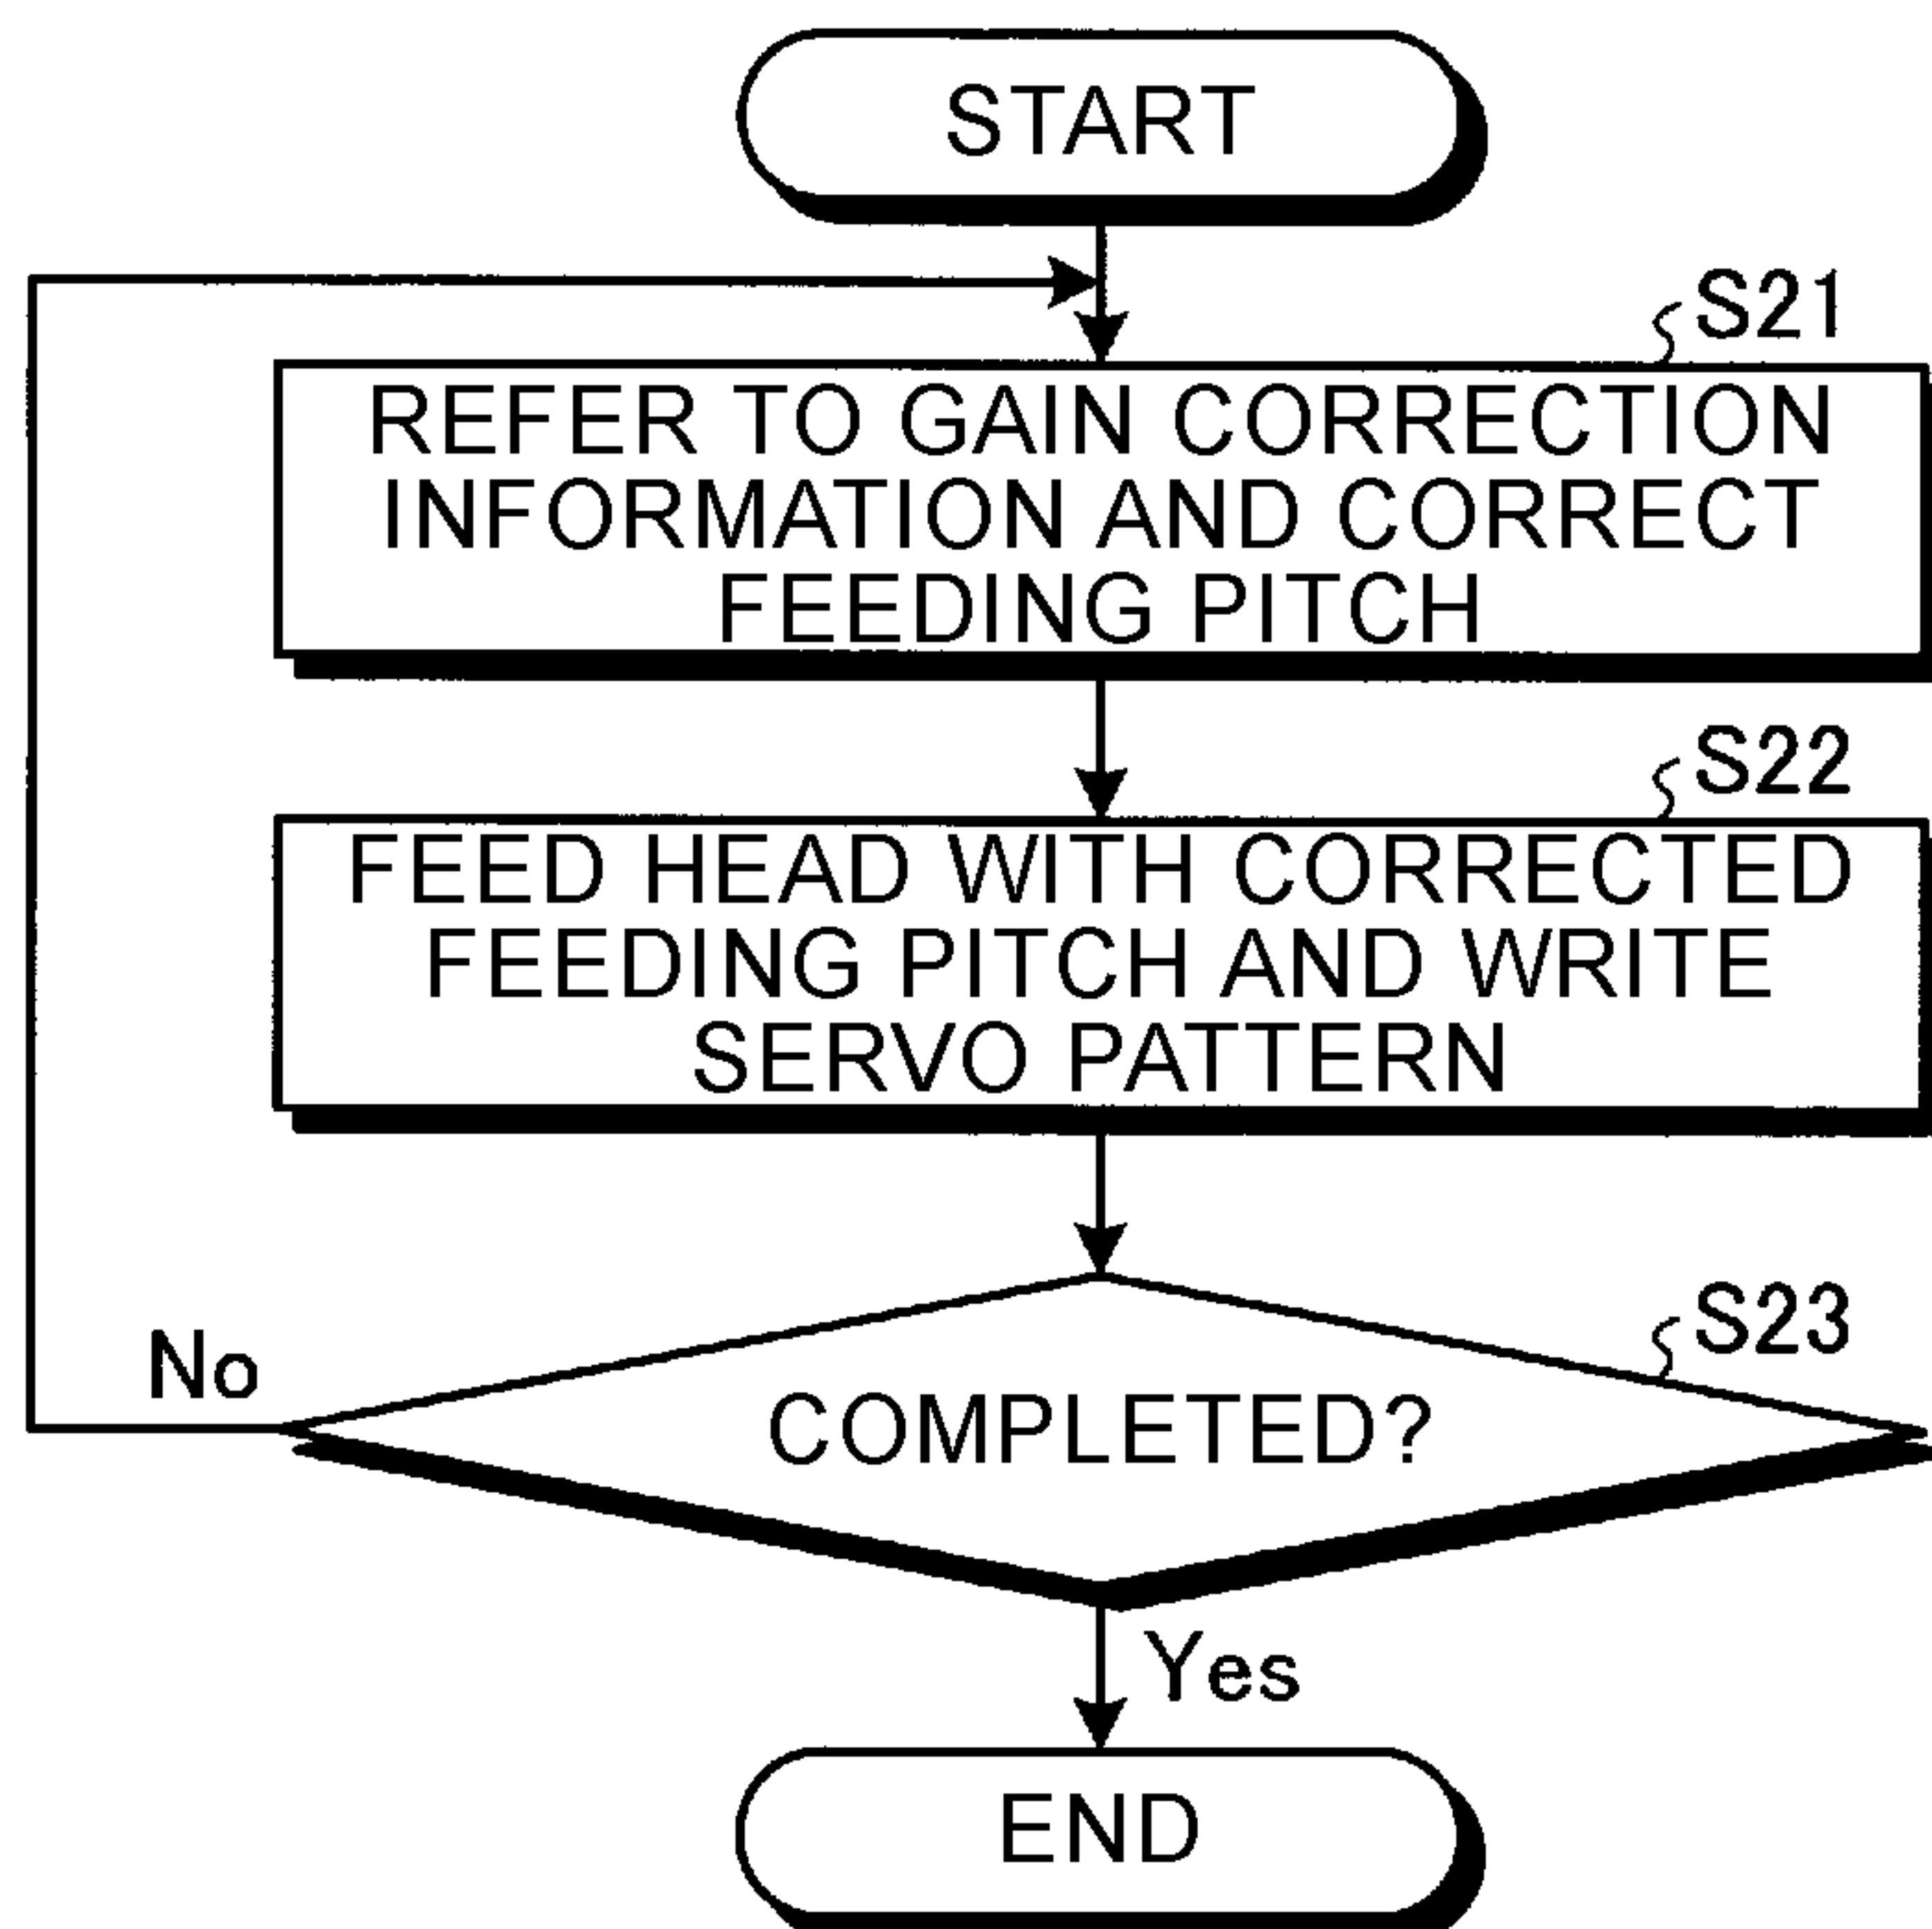 START
S21
REFER TO GAIN CORRECTION
INFORMATION AND CORRECT
FEEDING PITCH
S22
FEED HEAD WITH CORRECTED
FEEDING PITCH AND WRITE
SERVO PATTERN
S23
No
COMPLETED?
Yes
END